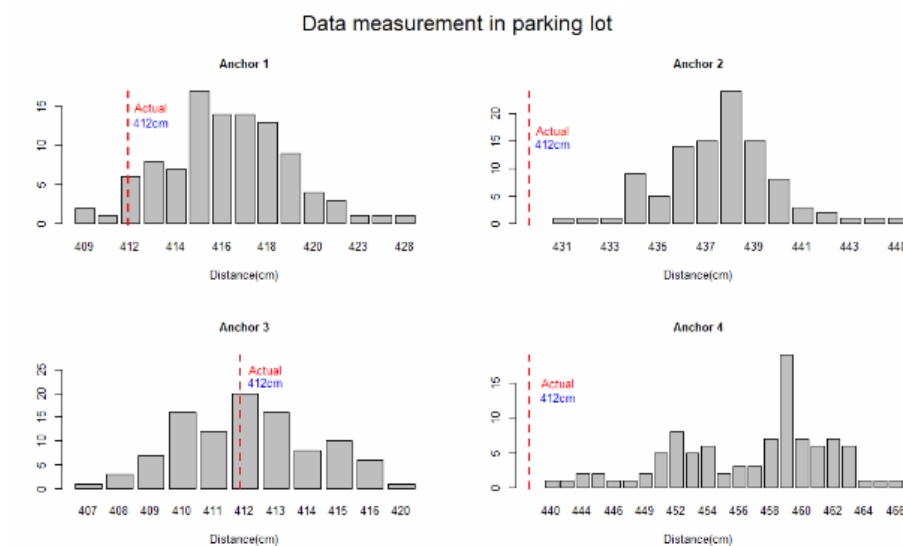 Data measurement in parking lot
Anchor 1
Actual
412cm
0 5 10 15
409 412 414 416 418 420 423 428
Distance(cm)
Anchor 2
Actual
412cm
0 5 10 15 20
431 433 435 437 439 441 443
Distance(cm)
Anchor 3
Actual
412cm
0 5 10 15 20 25
407 408 409 410 411 412 413 414 415 416 420
Distance(cm)
Anchor 4
Actual
412cm
0 5 10 15
440 444 446 449 452 454 456 458 460 462 464 466
Distance(cm)